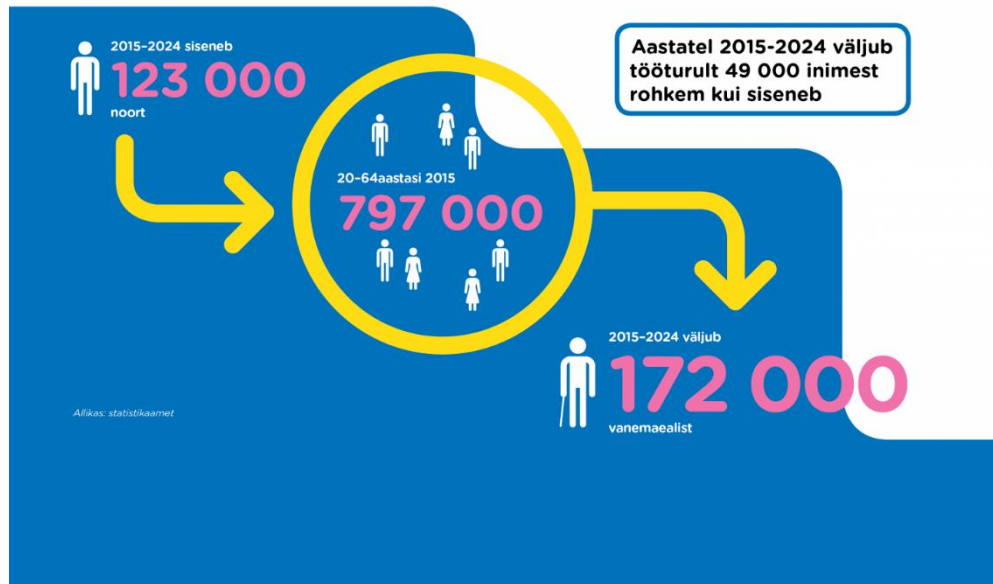 2015–2024 siseneb
123 000
noort
Aastatel 2015-2024 väljub
tööturult 49 000 inimest
rohkem kui siseneb
20–64aastasi 2015
797 000
2015–2024 väljub
172 000
vanemaealist
Allikas: statistikaamet